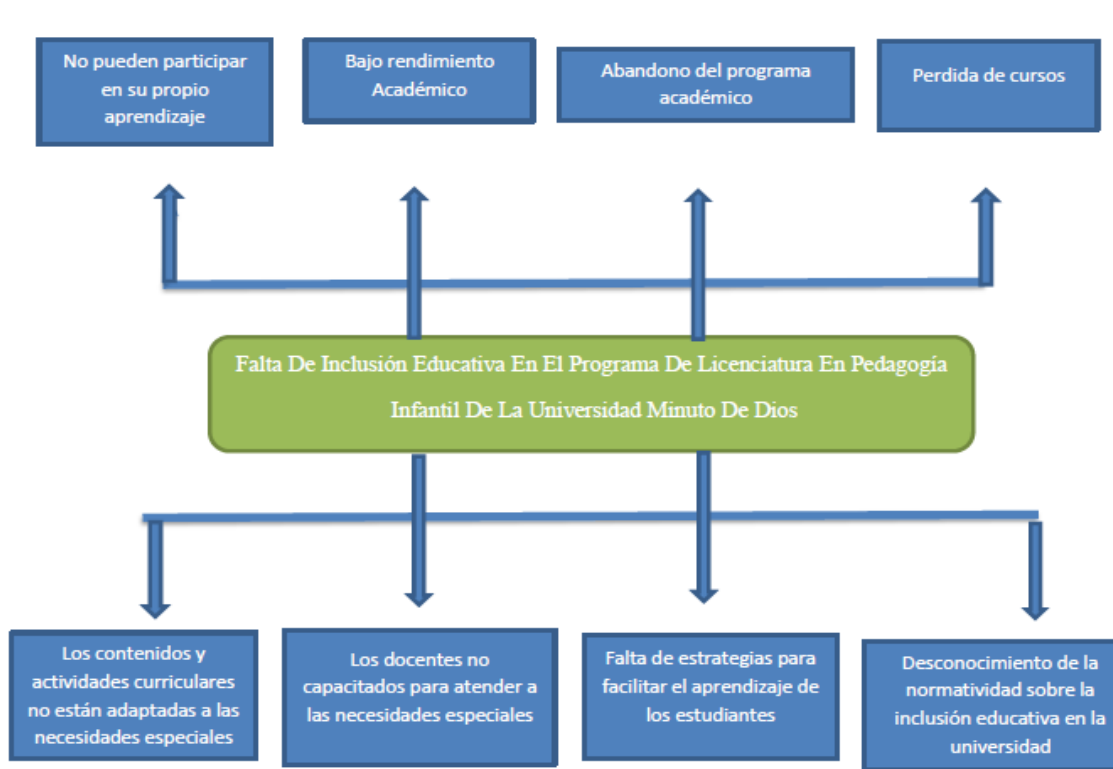 No pueden participar
en su propio
aprendizaje
Bajo rendimiento
Académico
Abandono del programa
académico
Perdida de cursos
Falta De Inclusión Educativa En El Programa De Licenciatura En Pedagogía
Infantil De La Universidad Minuto De Dios
Los contenidos y
actividades curriculares
no están adaptadas a las
necesidades especiales
Los docentes no
capacitados para atender a
las necesidades especiales
Falta de estrategias para
facilitar el aprendizaje de
los estudiantes
Desconocimiento de la
normatividad sobre la
inclusión educativa en la
universidad